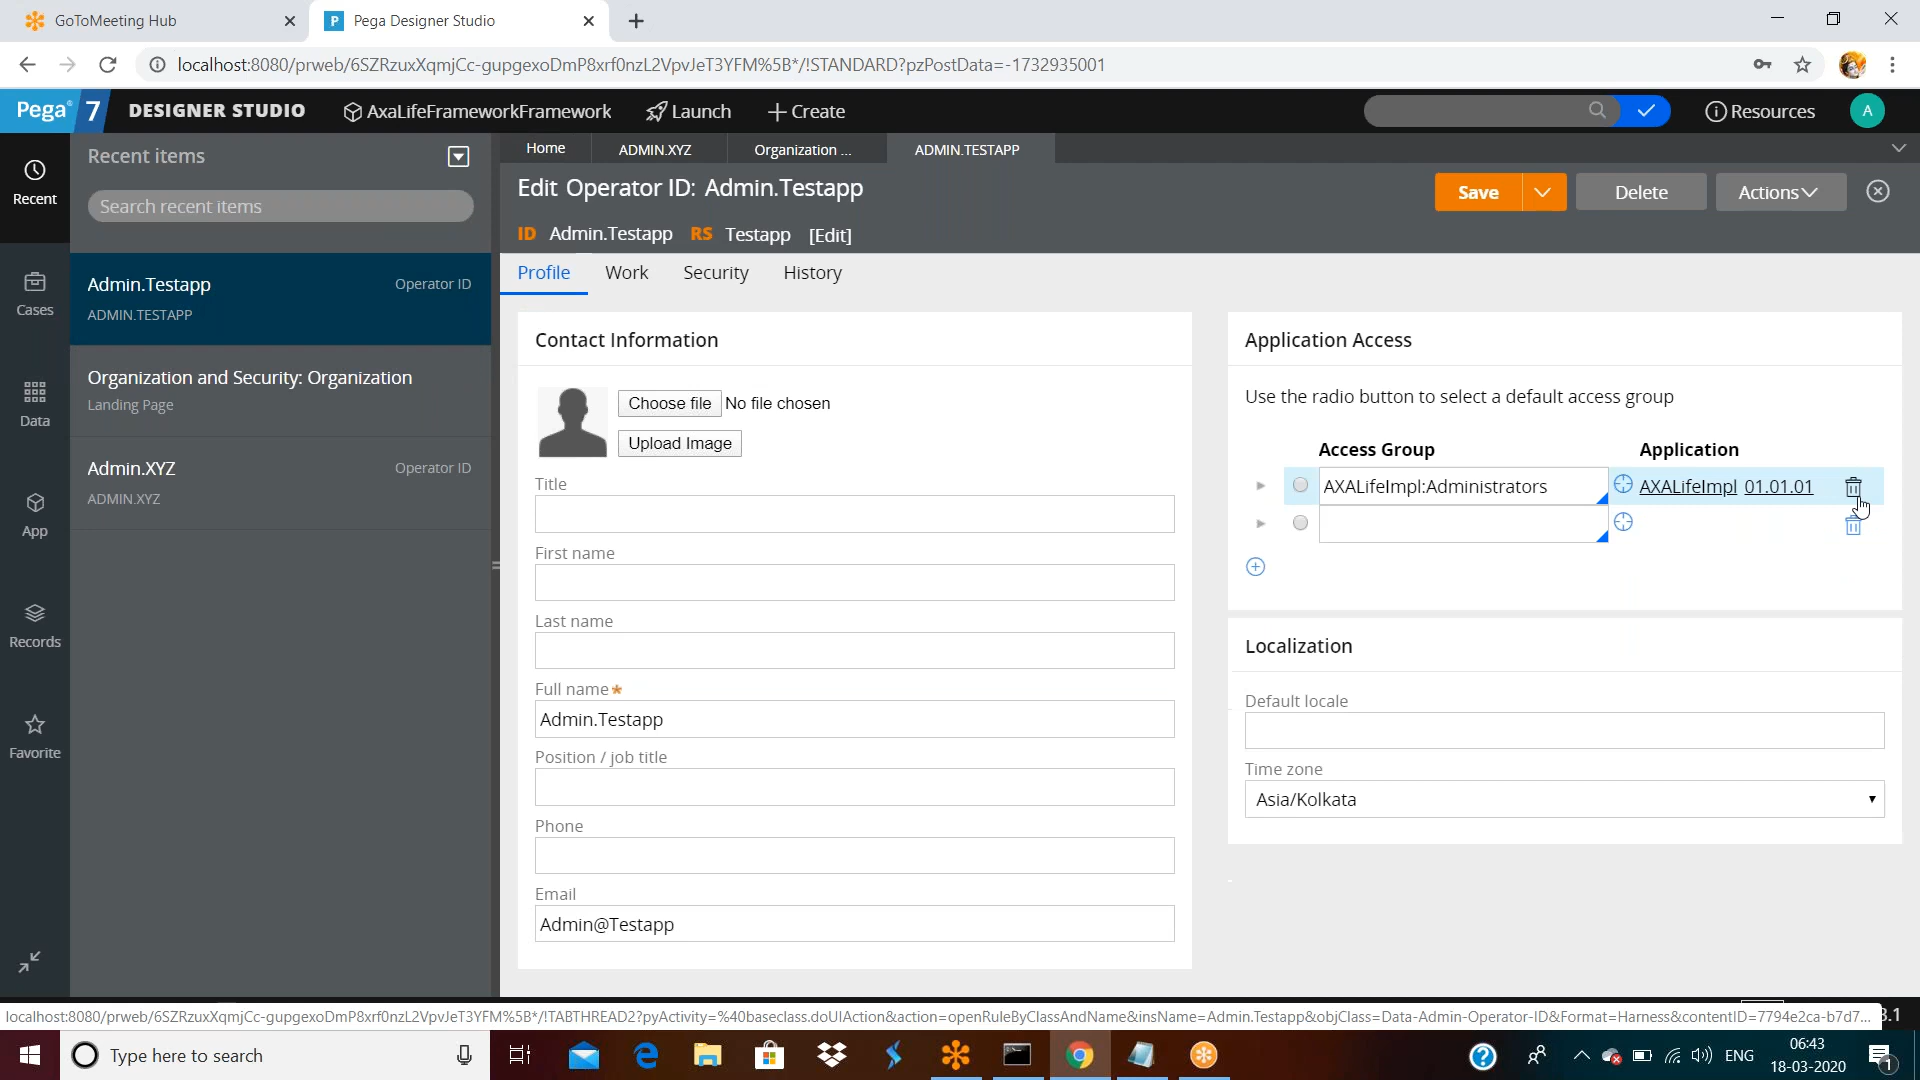 GoToMeeting Hub
P Pega Designer Studio
localhost:8080/prweb/6SZRzuxXqmjCc-gupgexoDmP8xrf0nzL2VpvJeT3YFM%5B*/!STANDARD?pzPostData=-1732935001
Pega 7 DESIGNER STUDIO AxaLifeFrameworkFramework Launch Create Resources A
Recent items
Search recent items
Recent
Cases
Data
App
Records
Favorite
Admin.Testapp Operator ID
ADMIN.TESTAPP
Organization and Security: Organization
Landing Page
Admin.XYZ Operator ID
ADMIN.XYZ
Home ADMIN.XYZ Organization ... ADMIN.TESTAPP
Edit Operator ID: Admin.Testapp
ID Admin.Testapp RS Testapp [Edit]
Save Delete Actions
Profile Work Security History
Contact Information
Choose file No file chosen
Upload Image
Title
First name
Last name
Full name*
Admin.Testapp
Position / job title
Phone
Email
Admin@Testapp
Application Access
Use the radio button to select a default access group
Access Group Application
AXALifeImpl:Administrators AXALifeImpl 01.01.01
Localization
Default locale
Time zone
Asia/Kolkata
localhost:8080/prweb/6SZRzuxXqmjCc-gupgexoDmP8xrf0nzL2VpvJeT3YFM%5B*/!TABTHREAD2?pyActivity=%40baseclass.doUIAction&action=openRuleByClassAndName&insName=Admin.Testapp&objClass=Data-Admin-Operator-ID&Format=Harness&contentID=7794e2ca-b7d7...
Type here to search
ENG
06:43
18-03-2020
1